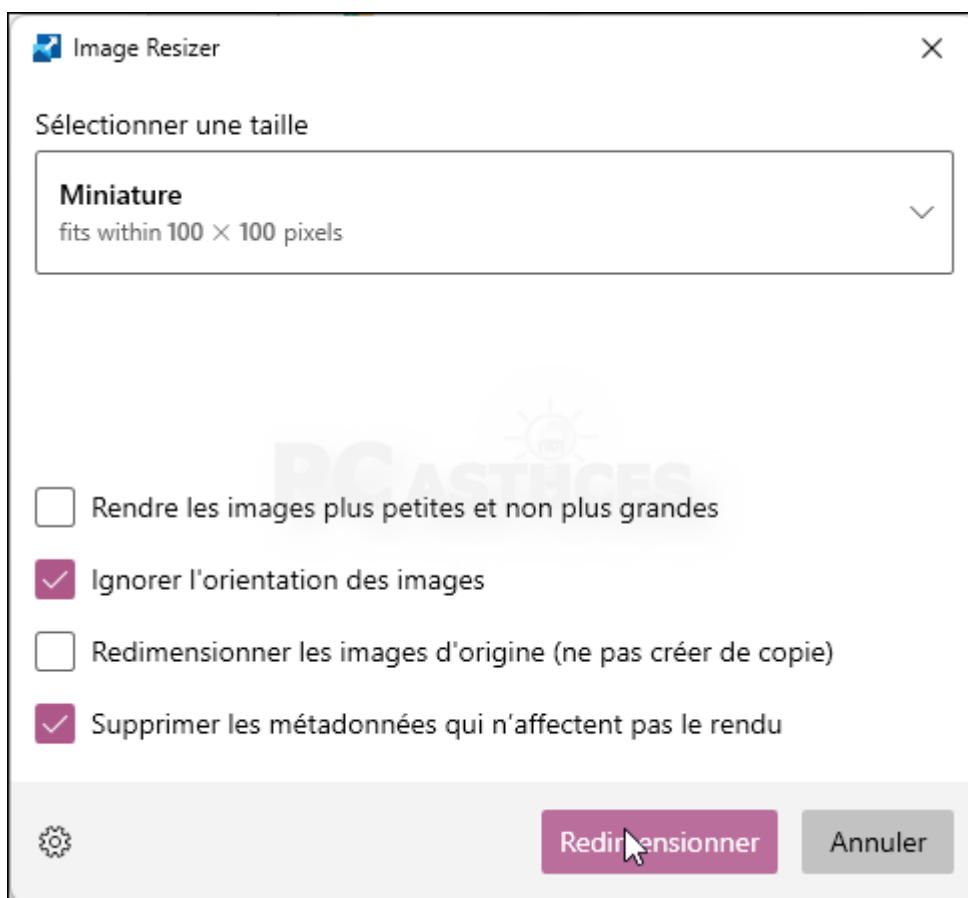 Image Resizer
Sélectionner une taille
Miniature
fits within 100 × 100 pixels
PC ASTUCES
Rendre les images plus petites et non plus grandes
Ignorer l'orientation des images
Redimensionner les images d'origine (ne pas créer de copie)
Supprimer les métadonnées qui n’affectent pas le rendu
Redimensionner
Annuler